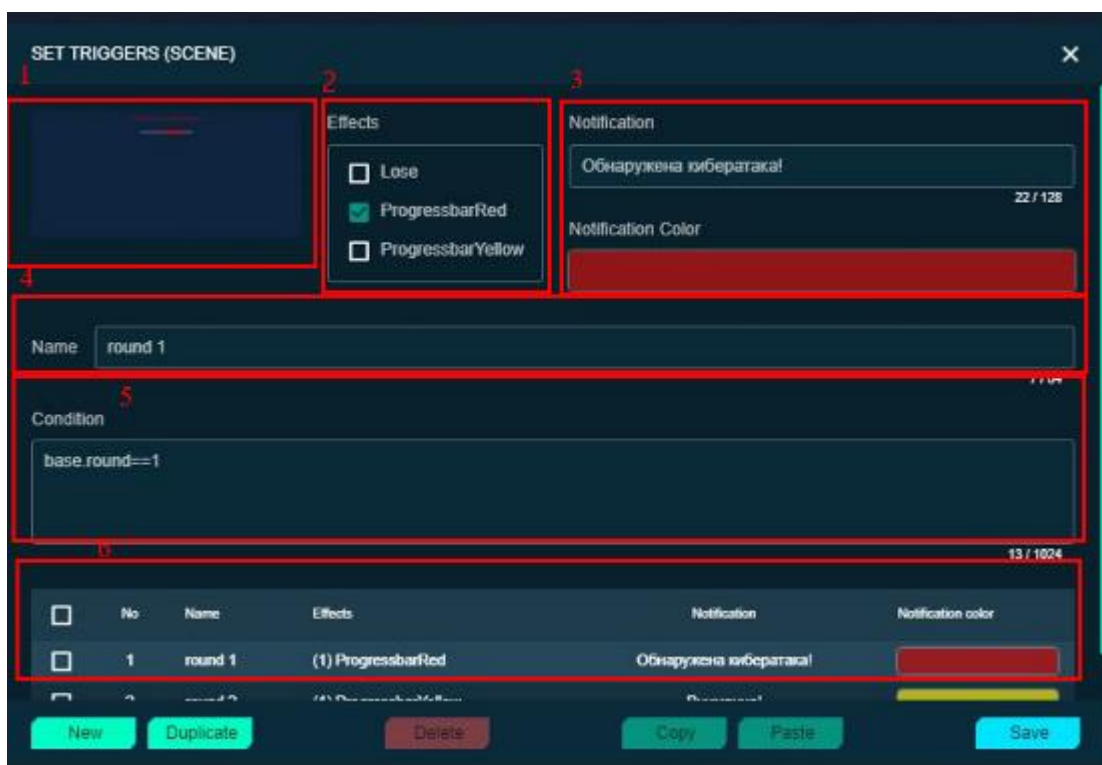 SET TRIGGERS (SCENE)
1
2
3
Effects
Notification
Lose
Обнаружена кибератака!
22 / 128
ProgressbarRed
Notification Color
ProgressbarYellow
4
Name
round 1
5
Condition
base.round==1
6
13 / 1024
No Name Effects Notification Notification color
1 round 1 (1) ProgressbarRed Обнаружена кибератака!
New Duplicate Delete Copy Paste Save